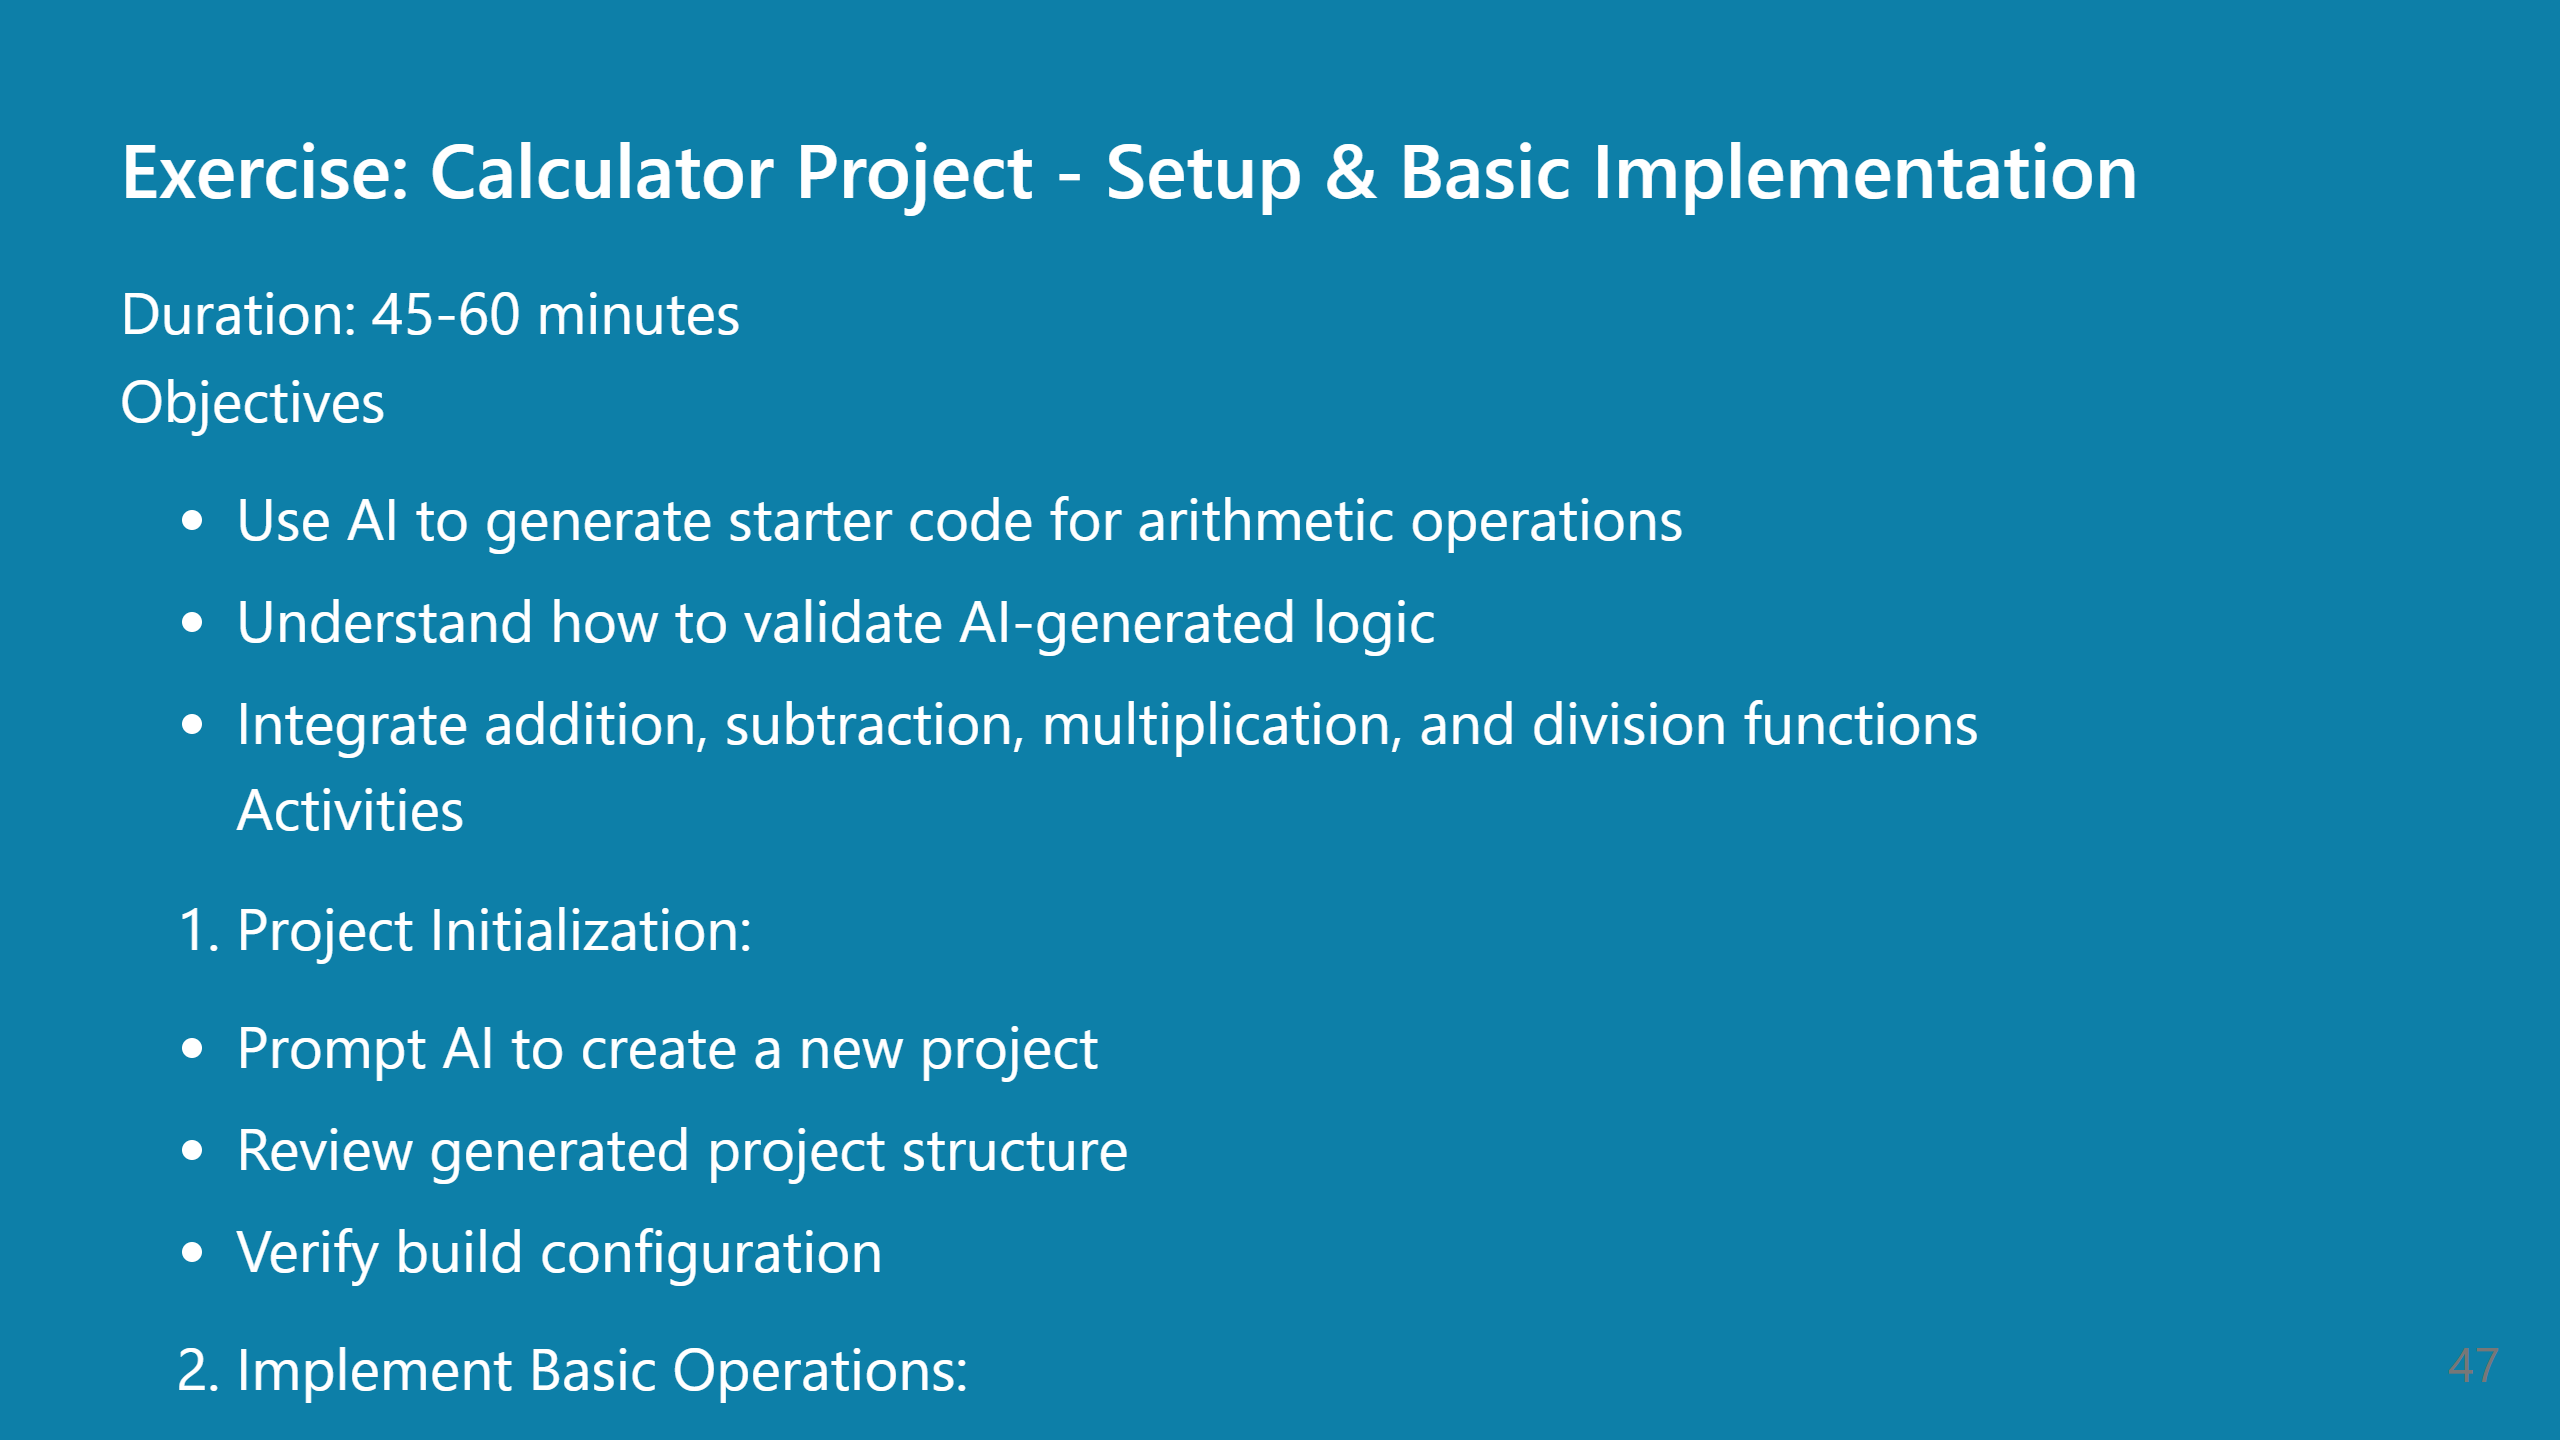 Exercise: Calculator Project - Setup & Basic Implementation
Duration: 45-60 minutes
Objectives
• Use AI to generate starter code for arithmetic operations
• Understand how to validate AI-generated logic
• Integrate addition, subtraction, multiplication, and division functions
Activities
1. Project Initialization:
• Prompt AI to create a new project
• Review generated project structure
• Verify build configuration
2. Implement Basic Operations:
47